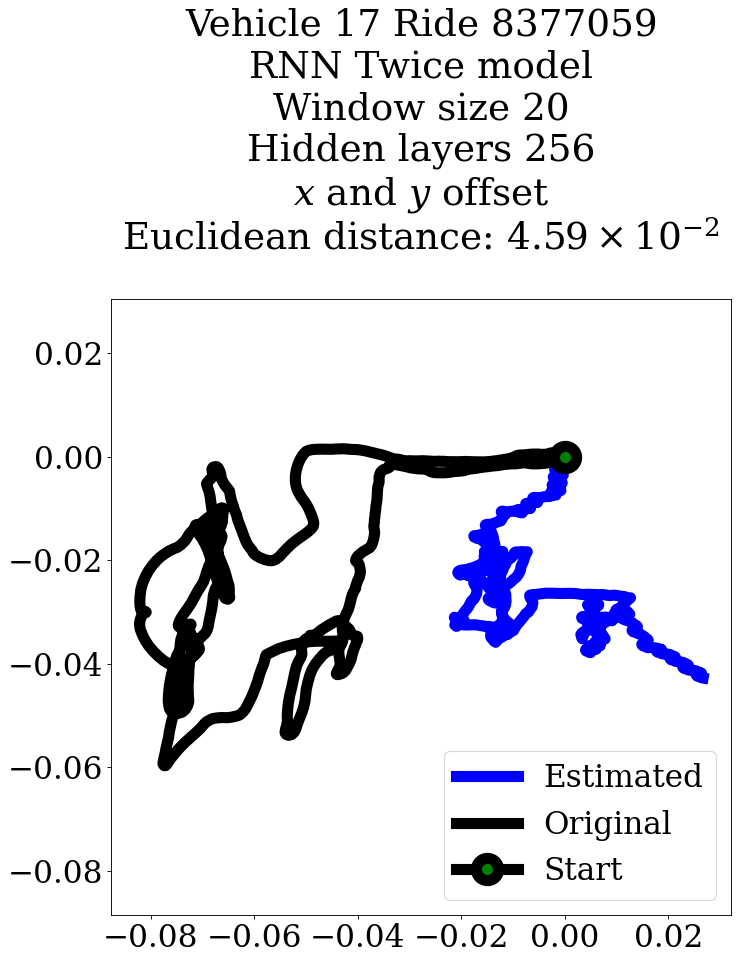 Vehicle 17 Ride 8377059
RNN Twice model
Window size 20
Hidden layers 256
x and y offset
Euclidean distance: 4.59 × 10⁻²
0.02
0.00
−0.02
−0.04
−0.06
−0.08
Estimated
Original
Start
−0.08 −0.06 −0.04 −0.02 0.00 0.02